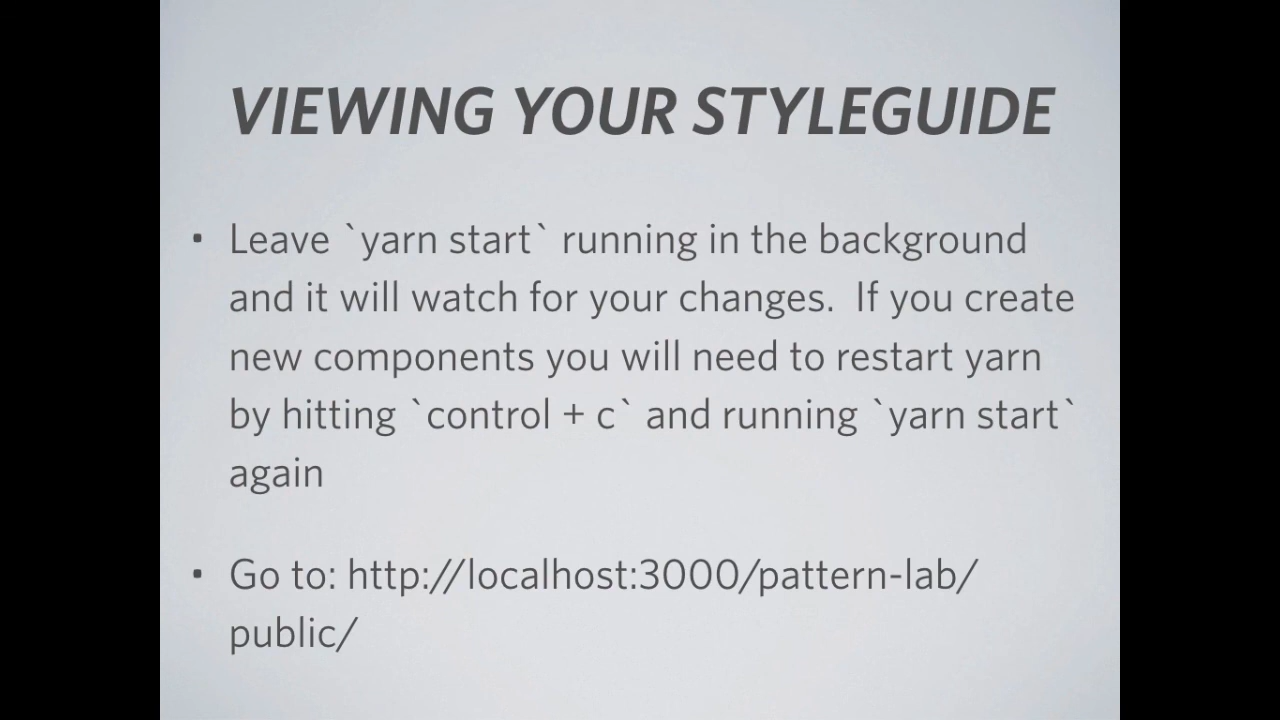 VIEWING YOUR STYLEGUIDE
• Leave `yarn start` running in the background
and it will watch for your changes.  If you create
new components you will need to restart yarn
by hitting `control + c` and running `yarn start`
again
• Go to: http://localhost:3000/pattern-lab/
public/